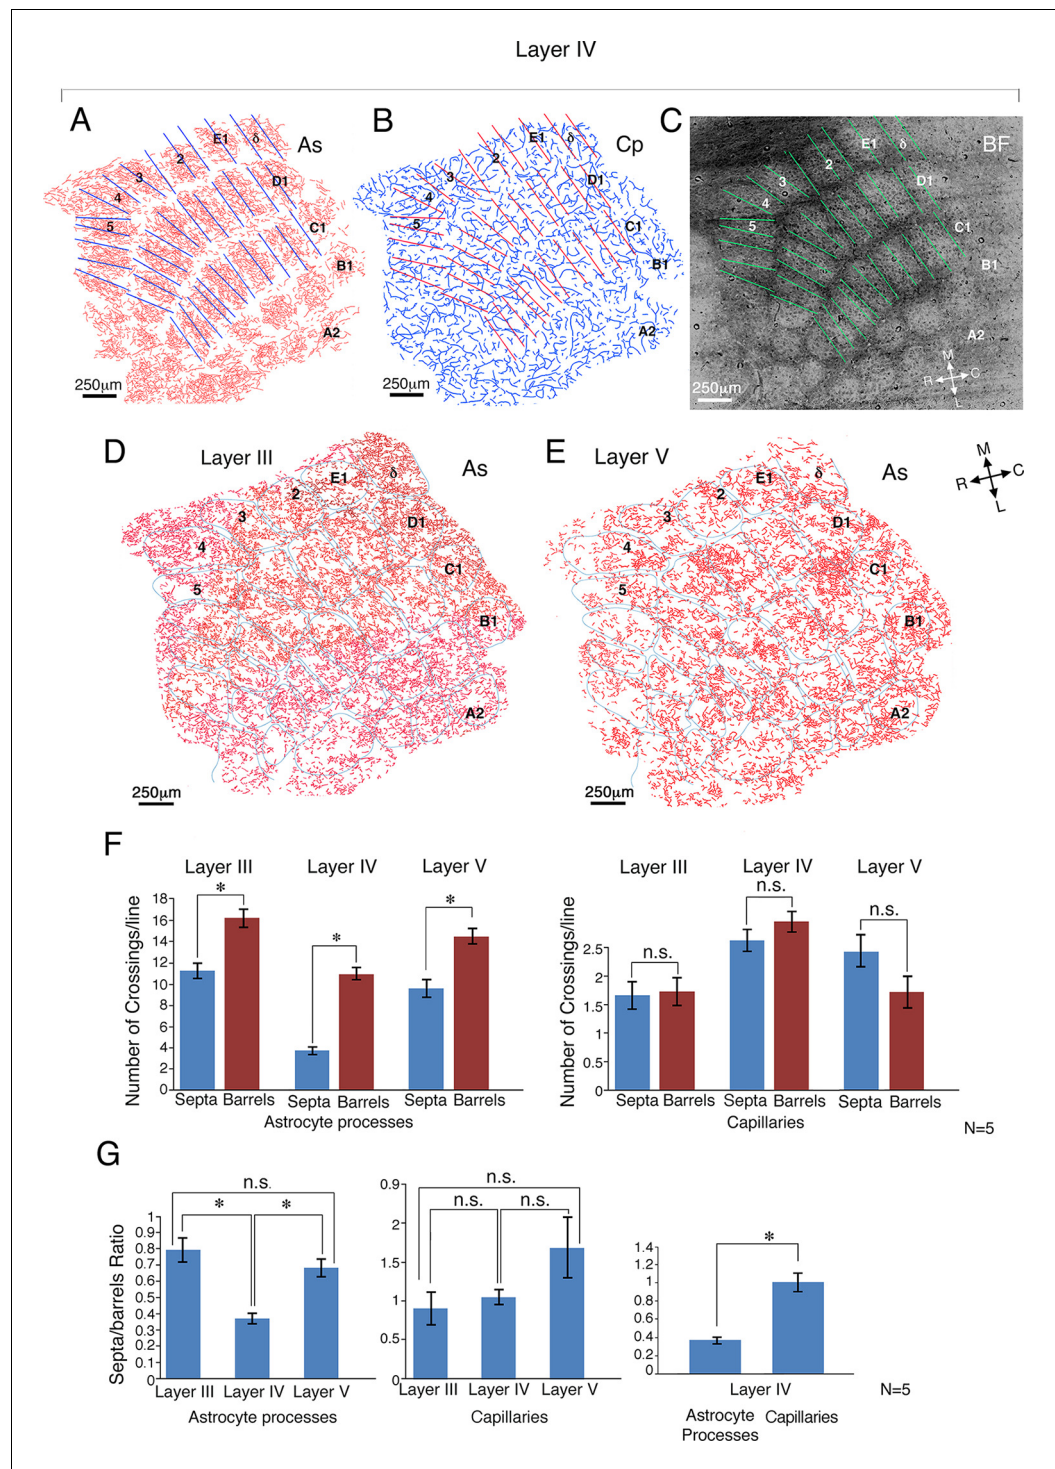 Layer IV
A
As
E1
δ
2
D1
3
4
C1
5
B1
A2
250µm
B
Cp
E1
δ
2
D1
3
4
C1
5
B1
A2
250µm
C
BF
E1
δ
2
D1
3
4
C1
5
B1
A2
M
R
C
L
250µm
D
Layer III
As
E1
δ
2
3
D1
4
C1
5
B1
A2
250µm
E
Layer V
As
M
R
C
L
E1
δ
2
3
D1
4
C1
5
B1
A2
250µm
F
Layer III
Layer IV
Layer V
Number of Crossings/line
18
16
14
12
10
8
6
4
2
0
*
*
*
Septa Barrels
Septa Barrels
Septa Barrels
Astrocyte processes
Layer III
Layer IV
Layer V
Number of Crossings/line
2.5
2
1.5
1
0.5
0
n.s.
n.s.
n.s.
Septa Barrels
Septa Barrels
Septa Barrels
Capillaries
N=5
G
Septa/barrels Ratio
1
0.9
0.8
0.7
0.6
0.5
0.4
0.3
0.2
0.1
0
n.s.
*
*
Layer III Layer IV Layer V
Astrocyte processes
0.9
2
1.5
1
0.5
0
n.s.
n.s.
n.s.
Layer III Layer IV Layer V
Capillaries
1.4
1.2
1
0.8
0.6
0.4
0.2
0
*
Layer IV
Astrocyte Processes
Capillaries
N=5